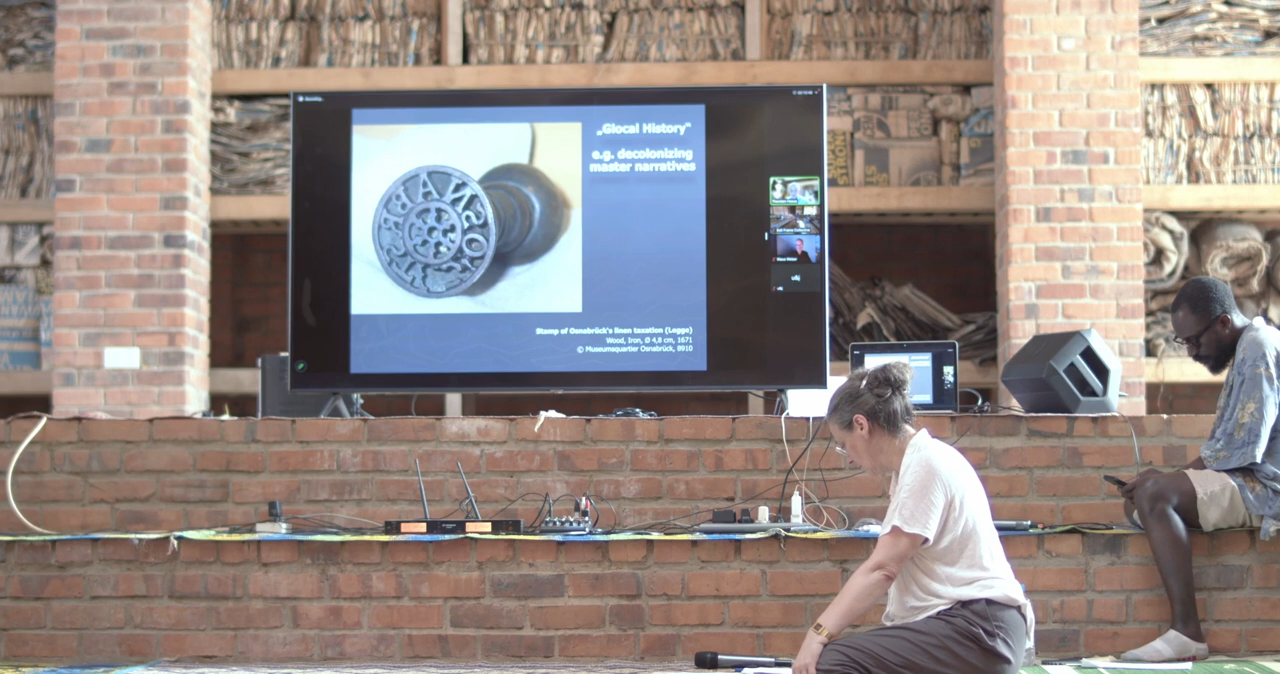 „Glocal History“
e.g. decolonizing
master narratives
Stamp of Osnabrück's linen taxation (Legge)
Wood, Iron, Ø 4,8 cm, 1671
© Museumsquartier Osnabrück, 8910